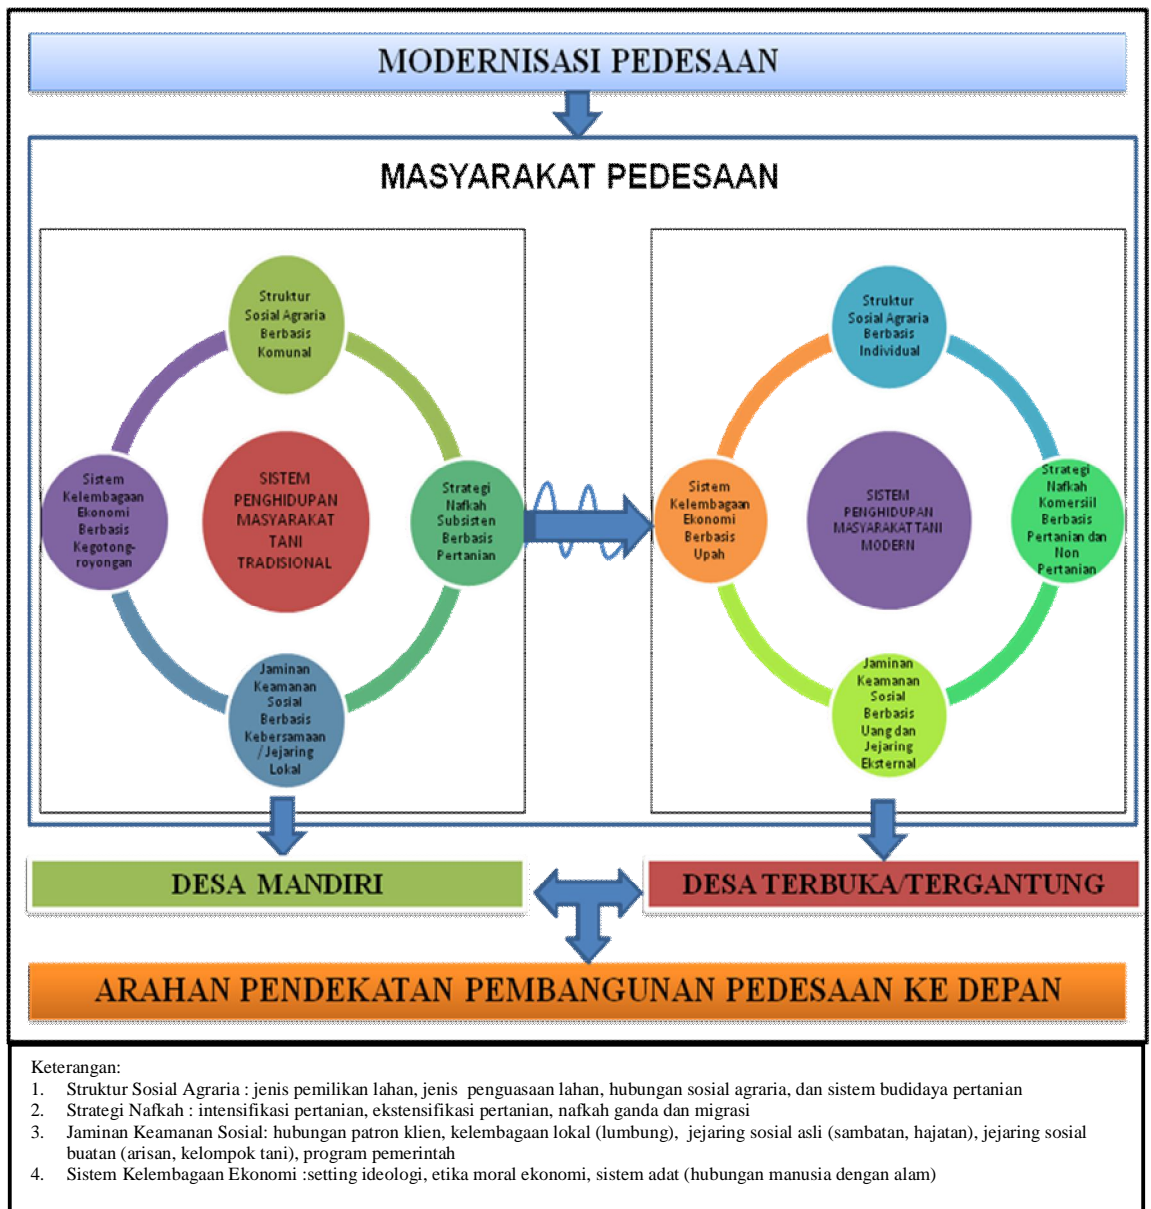 MODERNISASI PEDESAAN
MASYARAKAT PEDESAAN
Struktur
Sosial Agraria
Berbasis
Komunal
Sistem
Kelembagaan
Ekonomi
Berbasis
Kegotong-
royongan
SISTEM
PENGHIDUPAN
MASYARAKAT
TANI
TRADISIONAL
Strategi
Nafkah
Subsisten
Berbasis
Pertanian
Jaminan
Keamanan
Sosial
Berbasis
Kebersamaan
/ Jejaring
Lokal
Struktur
Sosial Agraria
Berbasis
Individual
Sistem
Kelembagaan
Ekonomi
Berbasis
Upah
SISTEM
PENGHIDUPAN
MASYARAKAT TANI
MODERN
Strategi
Nafkah
Komersiil
Berbasis
Pertanian dan
Non
Pertanian
Jaminan
Keamanan
Sosial
Berbasis
Uang dan
Jejaring
Eksternal
DESA MANDIRI
DESA TERBUKA/TERGANTUNG
ARAHAN PENDEKATAN PEMBANGUNAN PEDESAAN KE DEPAN
Keterangan:
1. Struktur Sosial Agraria : jenis pemilikan lahan, jenis penguasaan lahan, hubungan sosial agraria, dan sistem budidaya pertanian
2. Strategi Nafkah : intensifikasi pertanian, ekstensifikasi pertanian, nafkah ganda dan migrasi
3. Jaminan Keamanan Sosial: hubungan patron klien, kelembagaan lokal (lumbung), jejaring sosial asli (sambatan, hajatan), jejaring sosial
buatan (arisan, kelompok tani), program pemerintah
4. Sistem Kelembagaan Ekonomi :setting ideologi, etika moral ekonomi, sistem adat (hubungan manusia dengan alam)